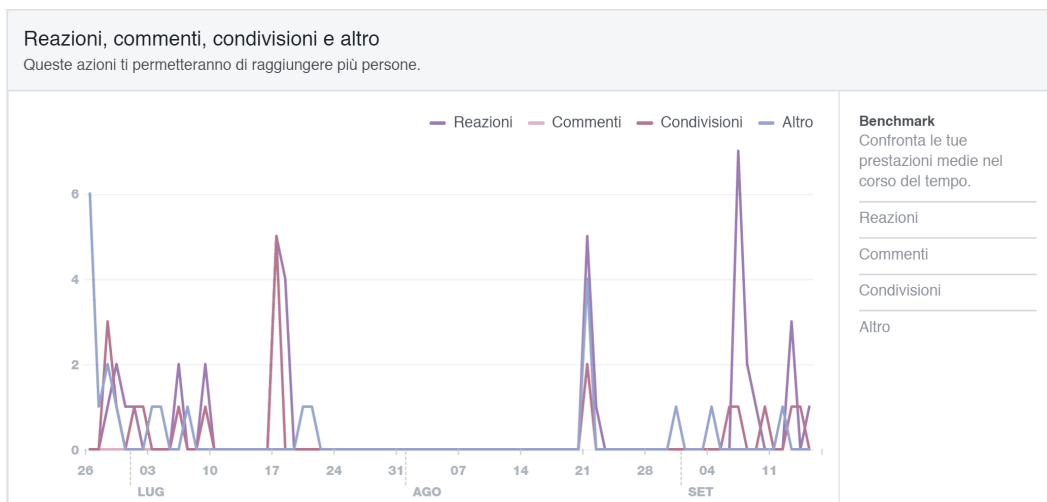 Reazioni, commenti, condivisioni e altro
Queste azioni ti permetteranno di raggiungere più persone.
Reazioni Commenti Condivisioni Altro
6
4
2
0
26 03 10 17 24 31 07 14 21 28 04 11
LUG AGO SET
Benchmark
Confronta le tue
prestazioni medie nel
corso del tempo.
Reazioni
Commenti
Condivisioni
Altro